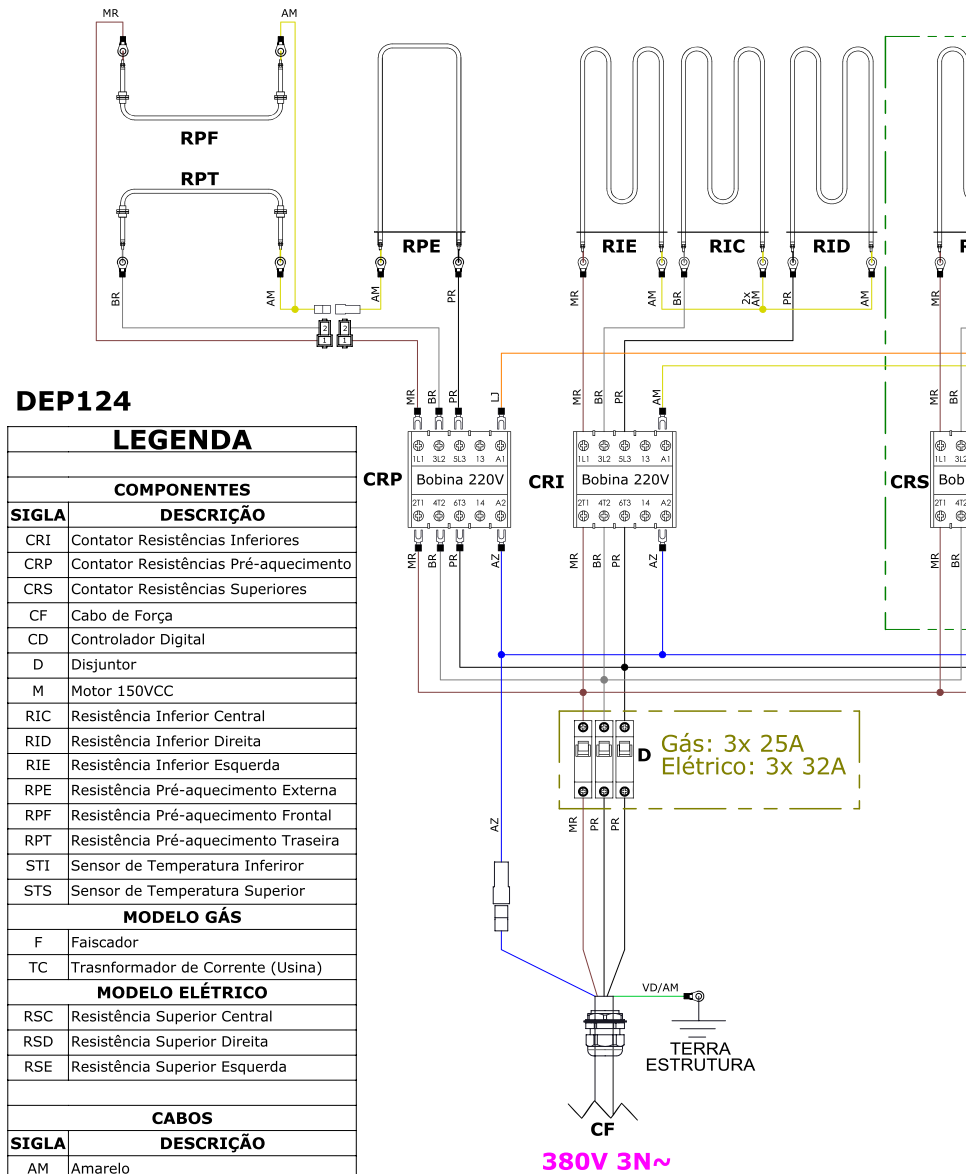 MR
AM
RPF
RPT
RPE
RIE
RIC
RID
BR
AM
AM
PR
MR
AM
BR
2x
AM
PR
AM
MR
2
2
1
1
DEP124
MR
BR
PR
LJ
MR
BR
PR
AM
MR
BR
1L1 3L2 5L3 13 A1
1L1 3L2 5L3 13 A1
1L1 3L2
CRP
Bobina 220V
CRI
Bobina 220V
CRS
Bob
2T1 4T2 6T3 14 A2
2T1 4T2 6T3 14 A2
2T1 4T2
MR
BR
PR
AZ
MR
BR
PR
AZ
MR
BR
LEGENDA
COMPONENTES
SIGLA DESCRIÇÃO
CRI Contator Resistências Inferiores
CRP Contator Resistências Pré-aquecimento
CRS Contator Resistências Superiores
CF Cabo de Força
CD Controlador Digital
D Disjuntor
M Motor 150VCC
RIC Resistência Inferior Central
RID Resistência Inferior Direita
RIE Resistência Inferior Esquerda
RPE Resistência Pré-aquecimento Externa
RPF Resistência Pré-aquecimento Frontal
RPT Resistência Pré-aquecimento Traseira
STI Sensor de Temperatura Inferiror
STS Sensor de Temperatura Superior
MODELO GÁS
F Faiscador
TC Trasnformador de Corrente (Usina)
MODELO ELÉTRICO
RSC Resistência Superior Central
RSD Resistência Superior Direita
RSE Resistência Superior Esquerda
CABOS
SIGLA DESCRIÇÃO
AM Amarelo
D
Gás: 3x 25A
Elétrico: 3x 32A
AZ
MR
PR
PR
VD/AM
TERRA
ESTRUTURA
CF
380V 3N~